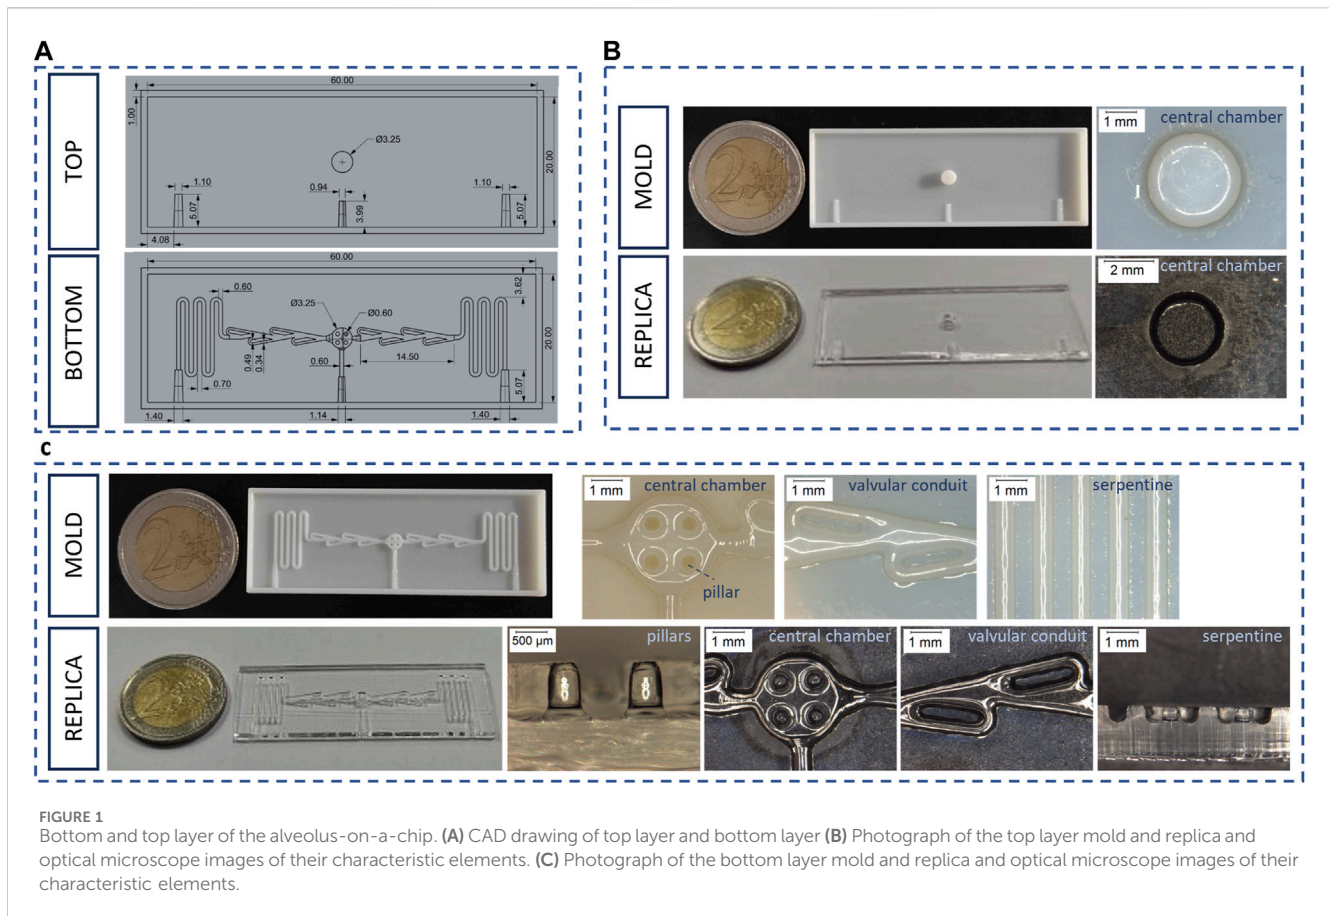 A
B
TOP
60.00
1.00
Ø3.25
20.00
1.10
0.94
1.10
5.07
3.99
5.07
4.08
BOTTOM
60.00
0.60
3.62
Ø3.25
Ø0.60
20.00
0.49
0.34
0.60
14.50
0.70
5.07
1.40
1.14
1.40
MOLD
1 mm
central chamber
REPLICA
2 mm
central chamber
c
MOLD
1 mm
central chamber
pillar
1 mm
valvular conduit
1 mm
serpentine
REPLICA
500 µm
pillars
1 mm
central chamber
1 mm
valvular conduit
1 mm
serpentine
FIGURE 1
Bottom and top layer of the alveolus-on-a-chip. (A) CAD drawing of top layer and bottom layer (B) Photograph of the top layer mold and replica and
optical microscope images of their characteristic elements. (C) Photograph of the bottom layer mold and replica and optical microscope images of their
characteristic elements.